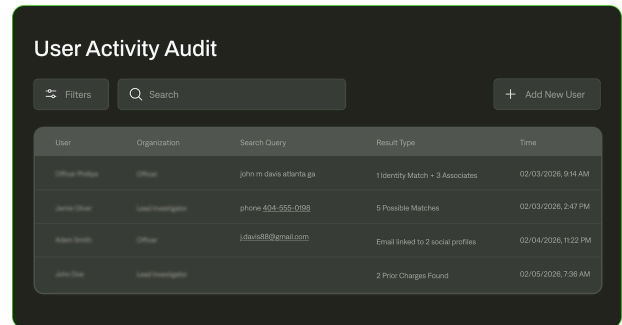 User Activity Audit
Filters
Search
Add New User
User Organization Search Query Result Type Time
john m davis atlanta ga 1 Identity Match + 3 Associates 02/03/2026, 9:14 AM
phone 404-555-0198 5 Possible Matches 02/03/2026, 2:47 PM
j.davis88@gmail.com Email linked to 2 social profiles 02/04/2026, 11:22 PM
2 Prior Charges Found 02/05/2026, 7:36 AM